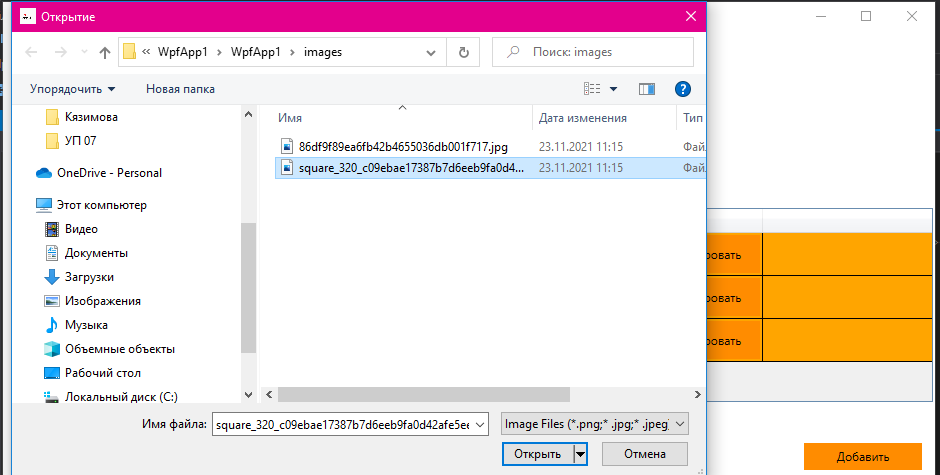 Открытие
« WpfApp1 › WpfApp1 › images
Поиск: images
Упорядочить
Новая папка
Кязимова
УП 07
OneDrive - Personal
Этот компьютер
Видео
Документы
Загрузки
Изображения
Музыка
Объемные объекты
Рабочий стол
Локальный диск (C:)
Имя Дата изменения Тип
86df9f89ea6fb42b4655036db001f717.jpg 23.11.2021 11:15 Фай
square_320_c09ebae17387b7d6eeb9fa0d4... 23.11.2021 11:15 Фай
ровать
ровать
ровать
Имя файла: square_320_c09ebae17387b7d6eeb9fa0d42afe5ee
Image Files (*.png;* .jpg;* .jpeg)
Открыть
Отмена
Добавить